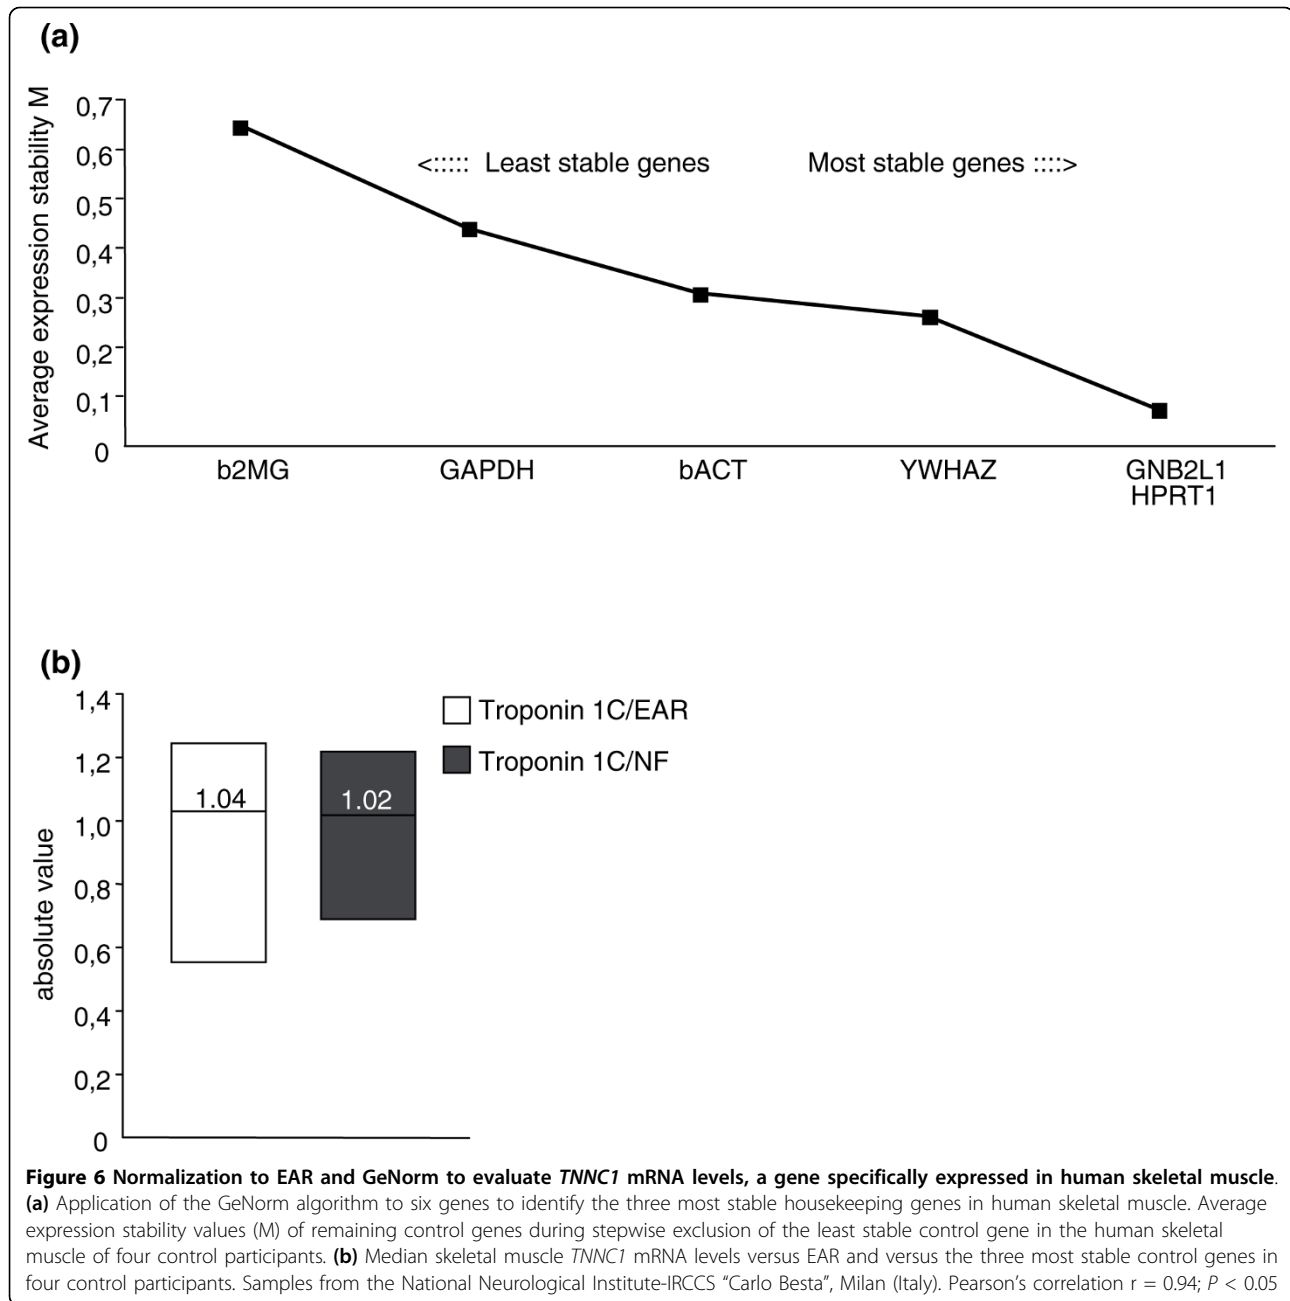 (a)
Average expression stability M
0,7
0,6
0,5
0,4
0,3
0,2
0,1
0
<::::: Least stable genes
Most stable genes ::::>
b2MG
GAPDH
bACT
YWHAZ
GNB2L1
HPRT1
(b)
absolute value
1,4
1,2
1,0
0,8
0,6
0,4
0,2
0
1.04
1.02
Troponin 1C/EAR
Troponin 1C/NF
Figure 6 Normalization to EAR and GeNorm to evaluate TNNC1 mRNA levels, a gene specifically expressed in human skeletal muscle.
(a) Application of the GeNorm algorithm to six genes to identify the three most stable housekeeping genes in human skeletal muscle. Average
expression stability values (M) of remaining control genes during stepwise exclusion of the least stable control gene in the human skeletal
muscle of four control participants. (b) Median skeletal muscle TNNC1 mRNA levels versus EAR and versus the three most stable control genes in
four control participants. Samples from the National Neurological Institute-IRCCS “Carlo Besta”, Milan (Italy). Pearson’s correlation r = 0.94; P < 0.05